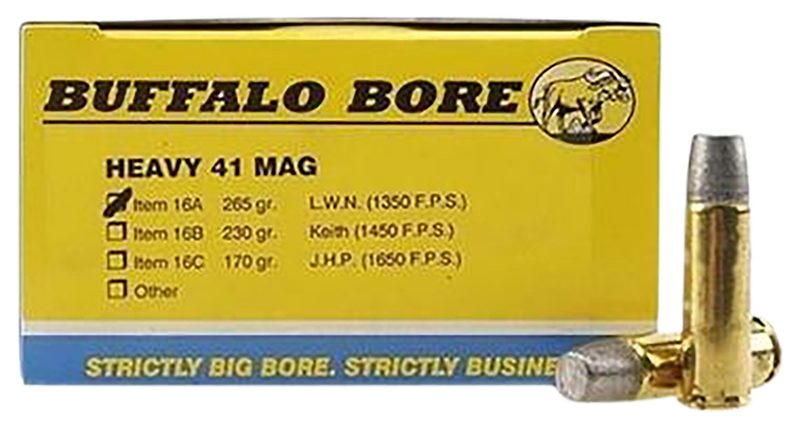 BUFFALO BORE
HEAVY 41 MAG
Item 16A 265 gr. L.W.N. (1350 F.P.S.)
Item 16B 230 gr. Keith (1450 F.P.S.)
Item 16C 170 gr. J.H.P. (1650 F.P.S.)
Other
STRICTLY BIG BORE. STRICTLY BUSINE